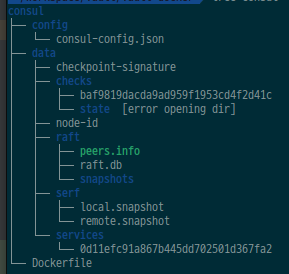 consul
├── config
│   └── consul-config.json
├── data
│   ├── checkpoint-signature
│   ├── checks
│   │   ├── baf9819dacda9ad959f1953cd4f2d41c
│   │   └── state  [error opening dir]
│   ├── node-id
│   ├── raft
│   │   ├── peers.info
│   │   ├── raft.db
│   │   └── snapshots
│   ├── serf
│   │   ├── local.snapshot
│   │   └── remote.snapshot
│   └── services
│       └── 0d11efc91a867b445dd702501d367fa2
└── Dockerfile